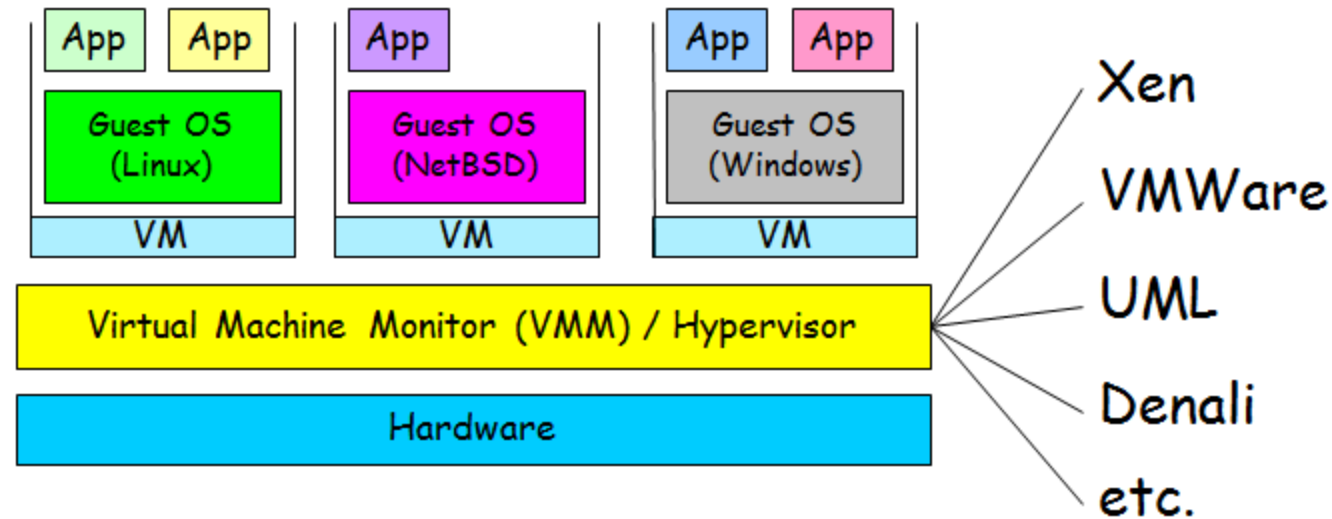 App
App
App
App
App
Guest OS
(Linux)
Guest OS
(NetBSD)
Guest OS
(Windows)
VM
VM
VM
Virtual Machine Monitor (VMM) / Hypervisor
Hardware
Xen
VMWare
UML
Denali
etc.